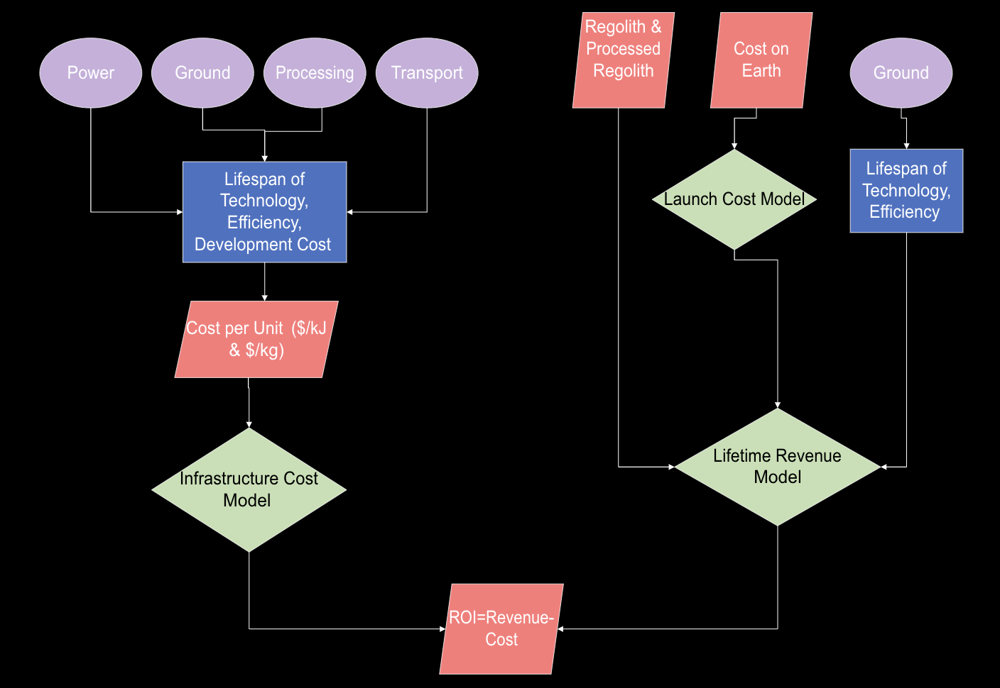 Power
Ground
Processing
Transport
Regolith &
Processed
Regolith
Cost on
Earth
Ground
Lifespan of
Technology,
Efficiency,
Development Cost
Launch Cost Model
Lifespan of
Technology,
Efficiency
Cost per Unit  ($/kJ
& $/kg)
Infrastructure Cost
Model
Lifetime Revenue
Model
ROI=Revenue-
Cost